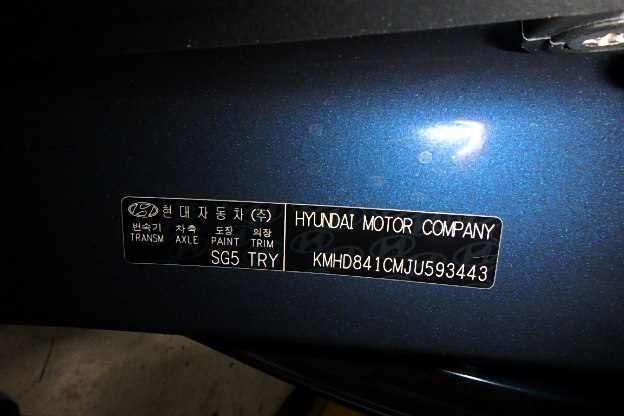 현대자동차(주)
변속기 차축 도장 의장
TRANSM AXLE PAINT TRIM
SG5 TRY
HYUNDAI MOTOR COMPANY
KMHD841CMJU593443